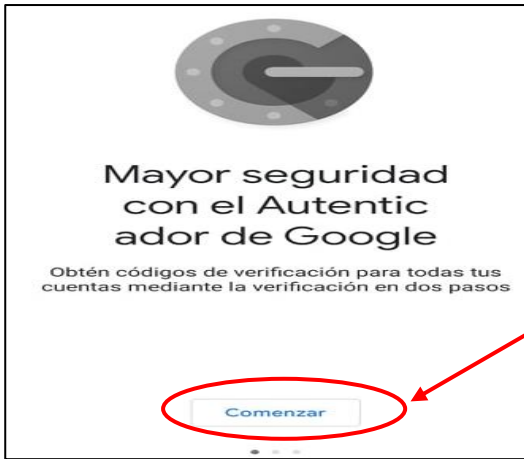 Mayor seguridad
con el Autentic
ador de Google
Obtén códigos de verificación para todas tus
cuentas mediante la verificación en dos pasos
Comenzar